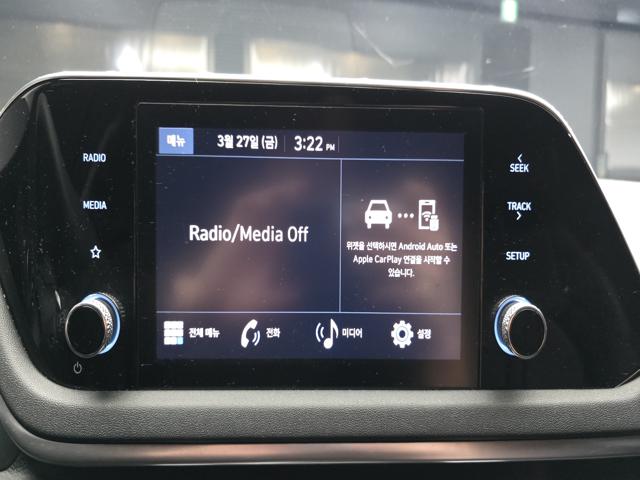 메뉴 3월 27일 (금) 3:22 PM
RADIO
MEDIA
SEEK
TRACK
SETUP
Radio/Media Off
위젯을 선택하시면 Android Auto 또는
Apple CarPlay 연결을 시작할 수
있습니다.
전체 메뉴 전화 미디어 설정